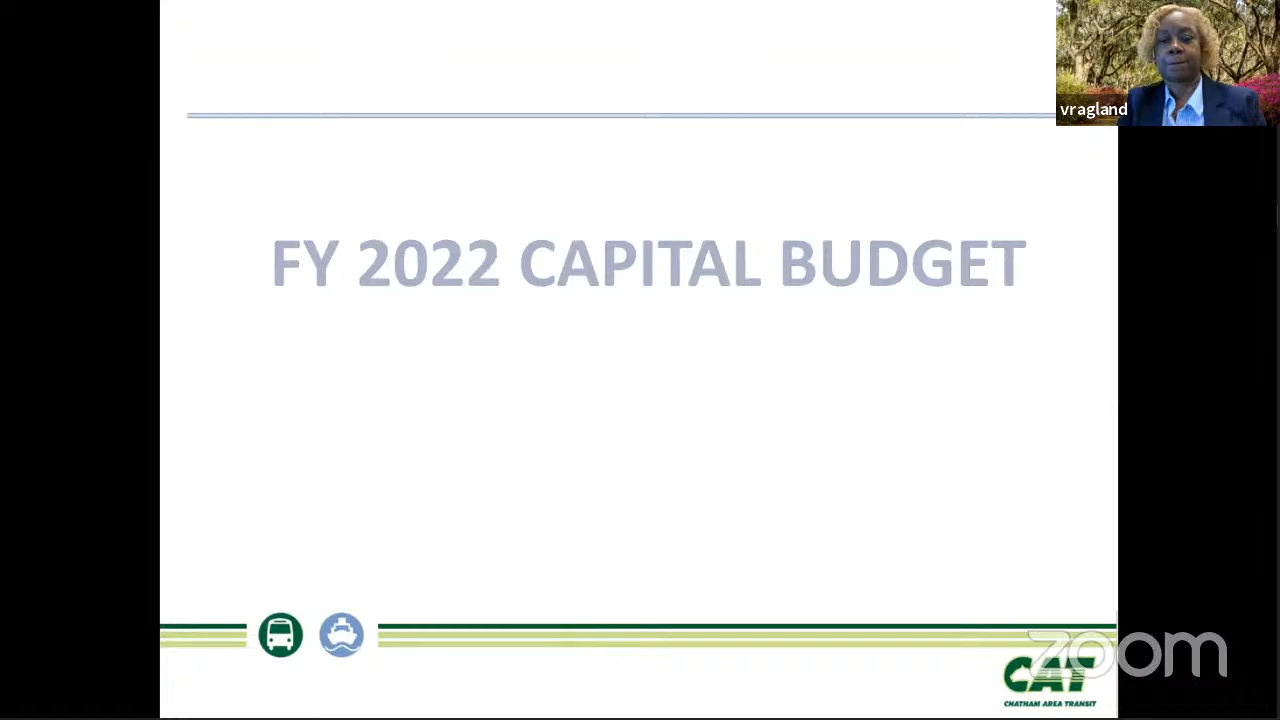 vragland
FY 2022 CAPITAL BUDGET
zoom
CAT
CHATHAM AREA TRANSIT